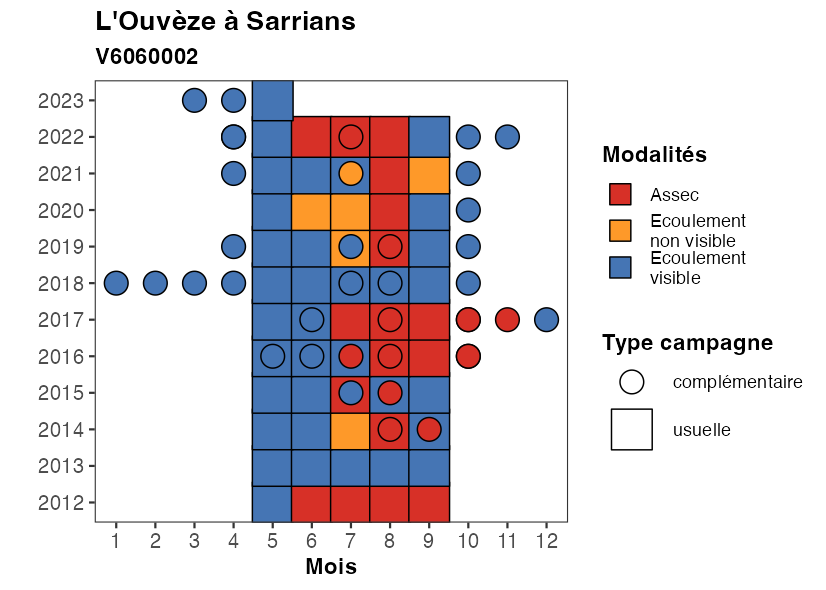 L'Ouvèze à Sarrians
V6060002
2023
2022
2021
2020
2019
2018
2017
2016
2015
2014
2013
2012
1 2 3 4 5 6 7 8 9 10 11 12
Mois
Modalités
Assec
Ecoulement
non visible
Ecoulement
visible
Type campagne
complémentaire
usuelle